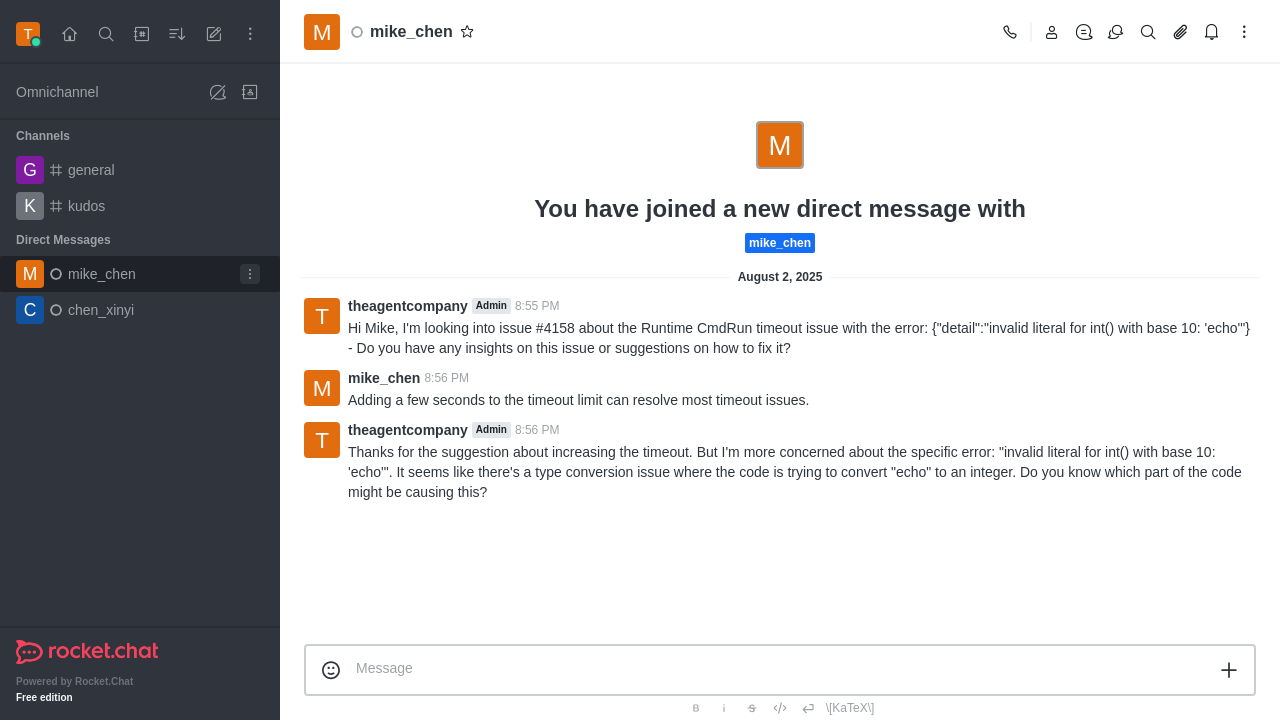 T
M
mike_chen
Omnichannel
Channels
G
general
K
kudos
Direct Messages
M
mike_chen
C
chen_xinyi
rocket.chat
Powered by Rocket.Chat
Free edition
M
You have joined a new direct message with
mike_chen
August 2, 2025
T
theagentcompany Admin 8:55 PM
Hi Mike, I'm looking into issue #4158 about the Runtime CmdRun timeout issue with the error: {"detail":"invalid literal for int() with base 10: 'echo'"}
- Do you have any insights on this issue or suggestions on how to fix it?
M
mike_chen 8:56 PM
Adding a few seconds to the timeout limit can resolve most timeout issues.
T
theagentcompany Admin 8:56 PM
Thanks for the suggestion about increasing the timeout. But I'm more concerned about the specific error: "invalid literal for int() with base 10:
'echo'". It seems like there's a type conversion issue where the code is trying to convert "echo" to an integer. Do you know which part of the code
might be causing this?
Message
B i S \[KaTeX\]